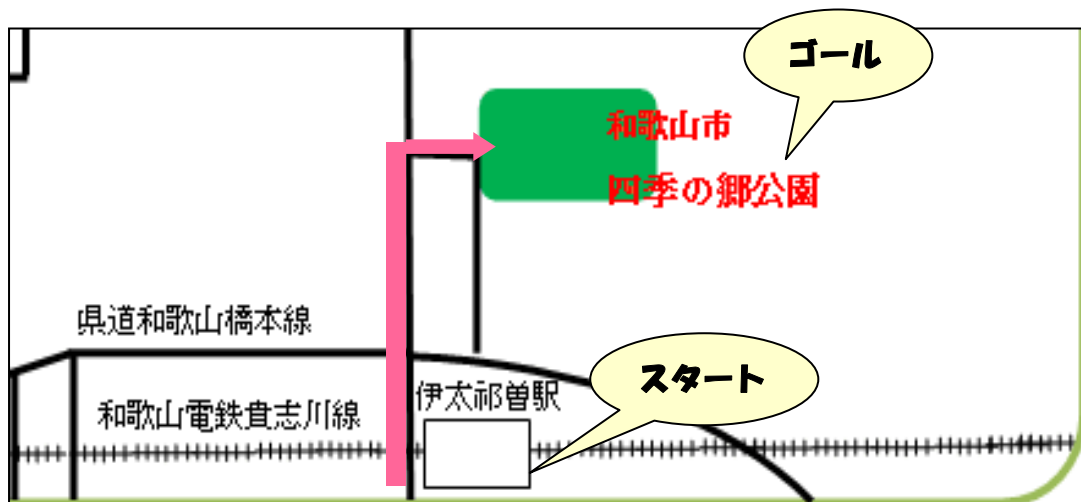 ゴール
和歌山市
四季の郷公園
県道和歌山橋本線
スタート
伊太祁曽駅
和歌山電鉄貴志川線